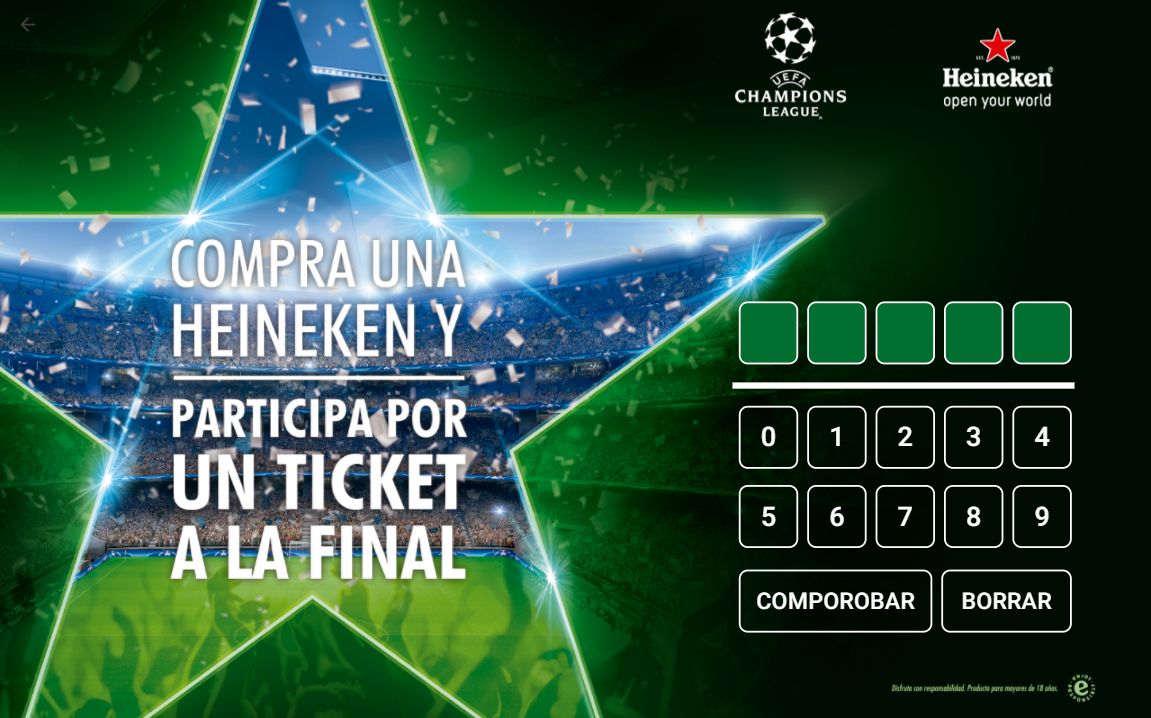 UEFA
CHAMPIONS
LEAGUE
Heineken®
open your world
COMPRA UNA
HEINEKEN Y
PARTICIPA POR
UN TICKET
A LA FINAL
0 1 2 3 4
5 6 7 8 9
COMPOROBAR BORRAR
Disfruta con responsabilidad. Producto para mayores de 18 años.